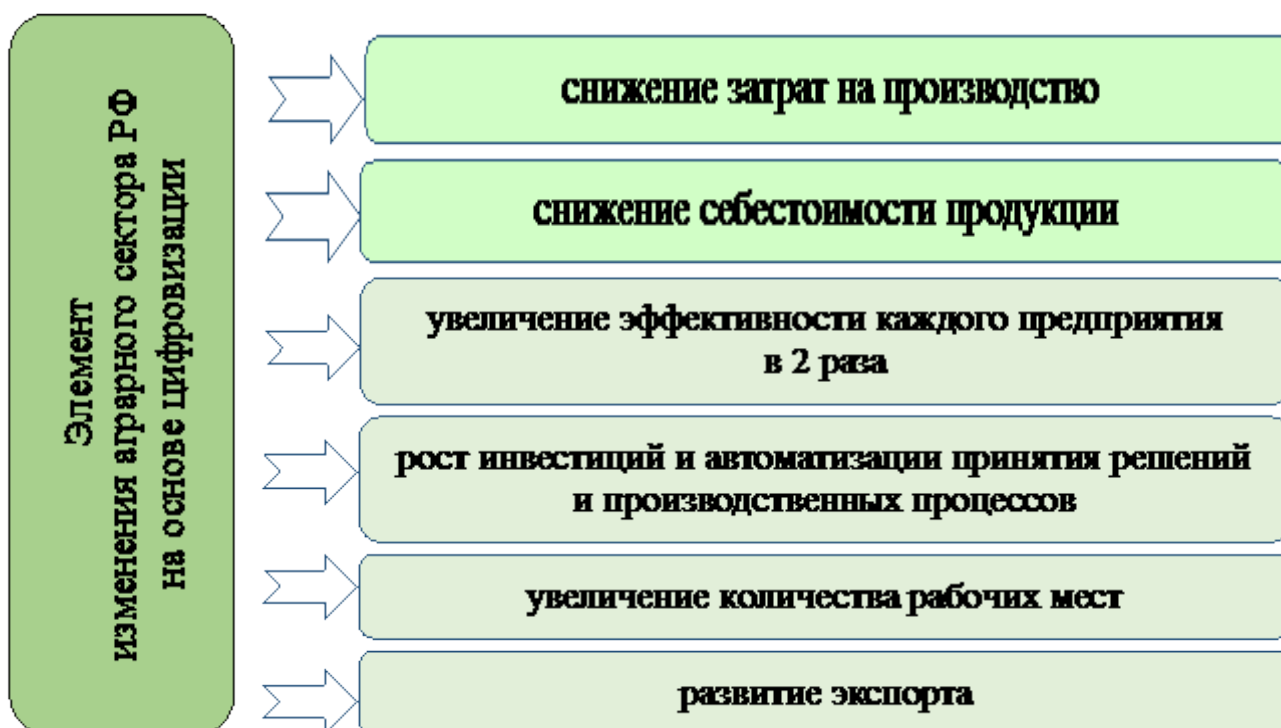 Элемент
изменения аграрного сектора РФ
на основе цифровизации
снижение затрат на производство
снижение себестоимости продукции
увеличение эффективности каждого предприятия
в 2 раза
рост инвестиций и автоматизации принятия решений
и производственных процессов
увеличение количества рабочих мест
развитие экспорта